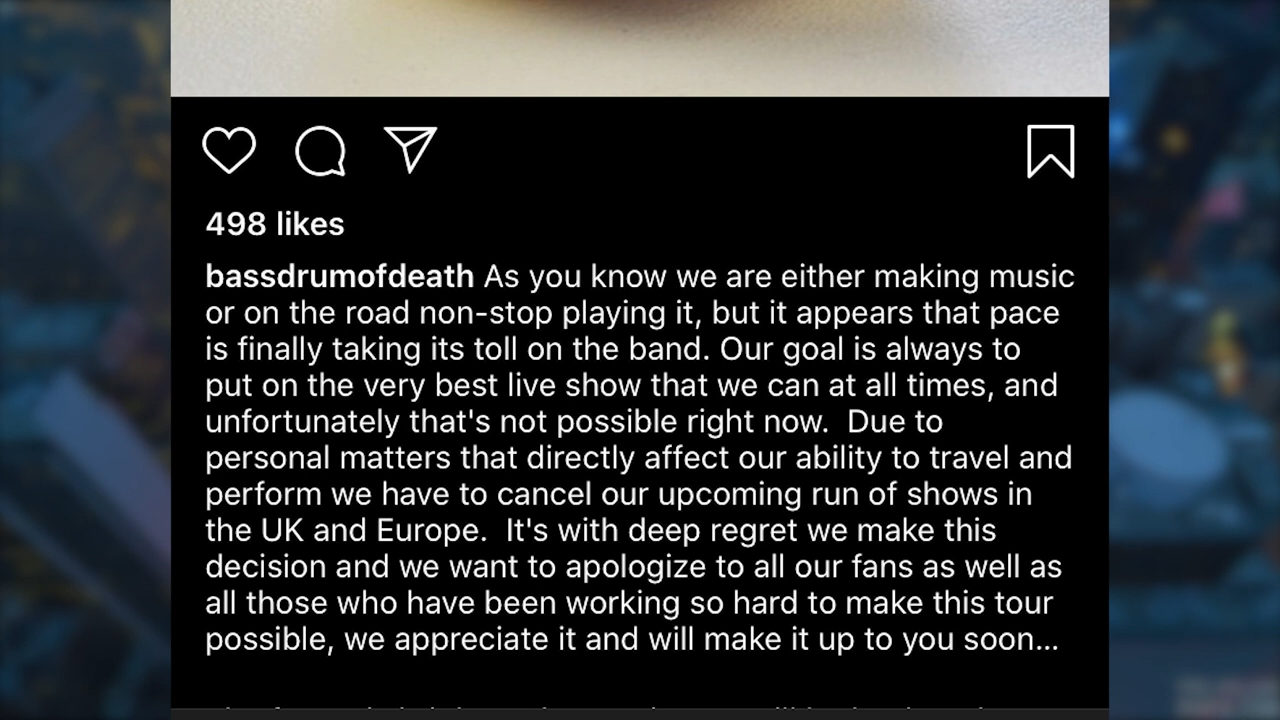 498 likes
bassdrumofdeath As you know we are either making music
or on the road non-stop playing it, but it appears that pace
is finally taking its toll on the band. Our goal is always to
put on the very best live show that we can at all times, and
unfortunately that's not possible right now.  Due to
personal matters that directly affect our ability to travel and
perform we have to cancel our upcoming run of shows in
the UK and Europe.  It's with deep regret we make this
decision and we want to apologize to all our fans as well as
all those who have been working so hard to make this tour
possible, we appreciate it and will make it up to you soon...